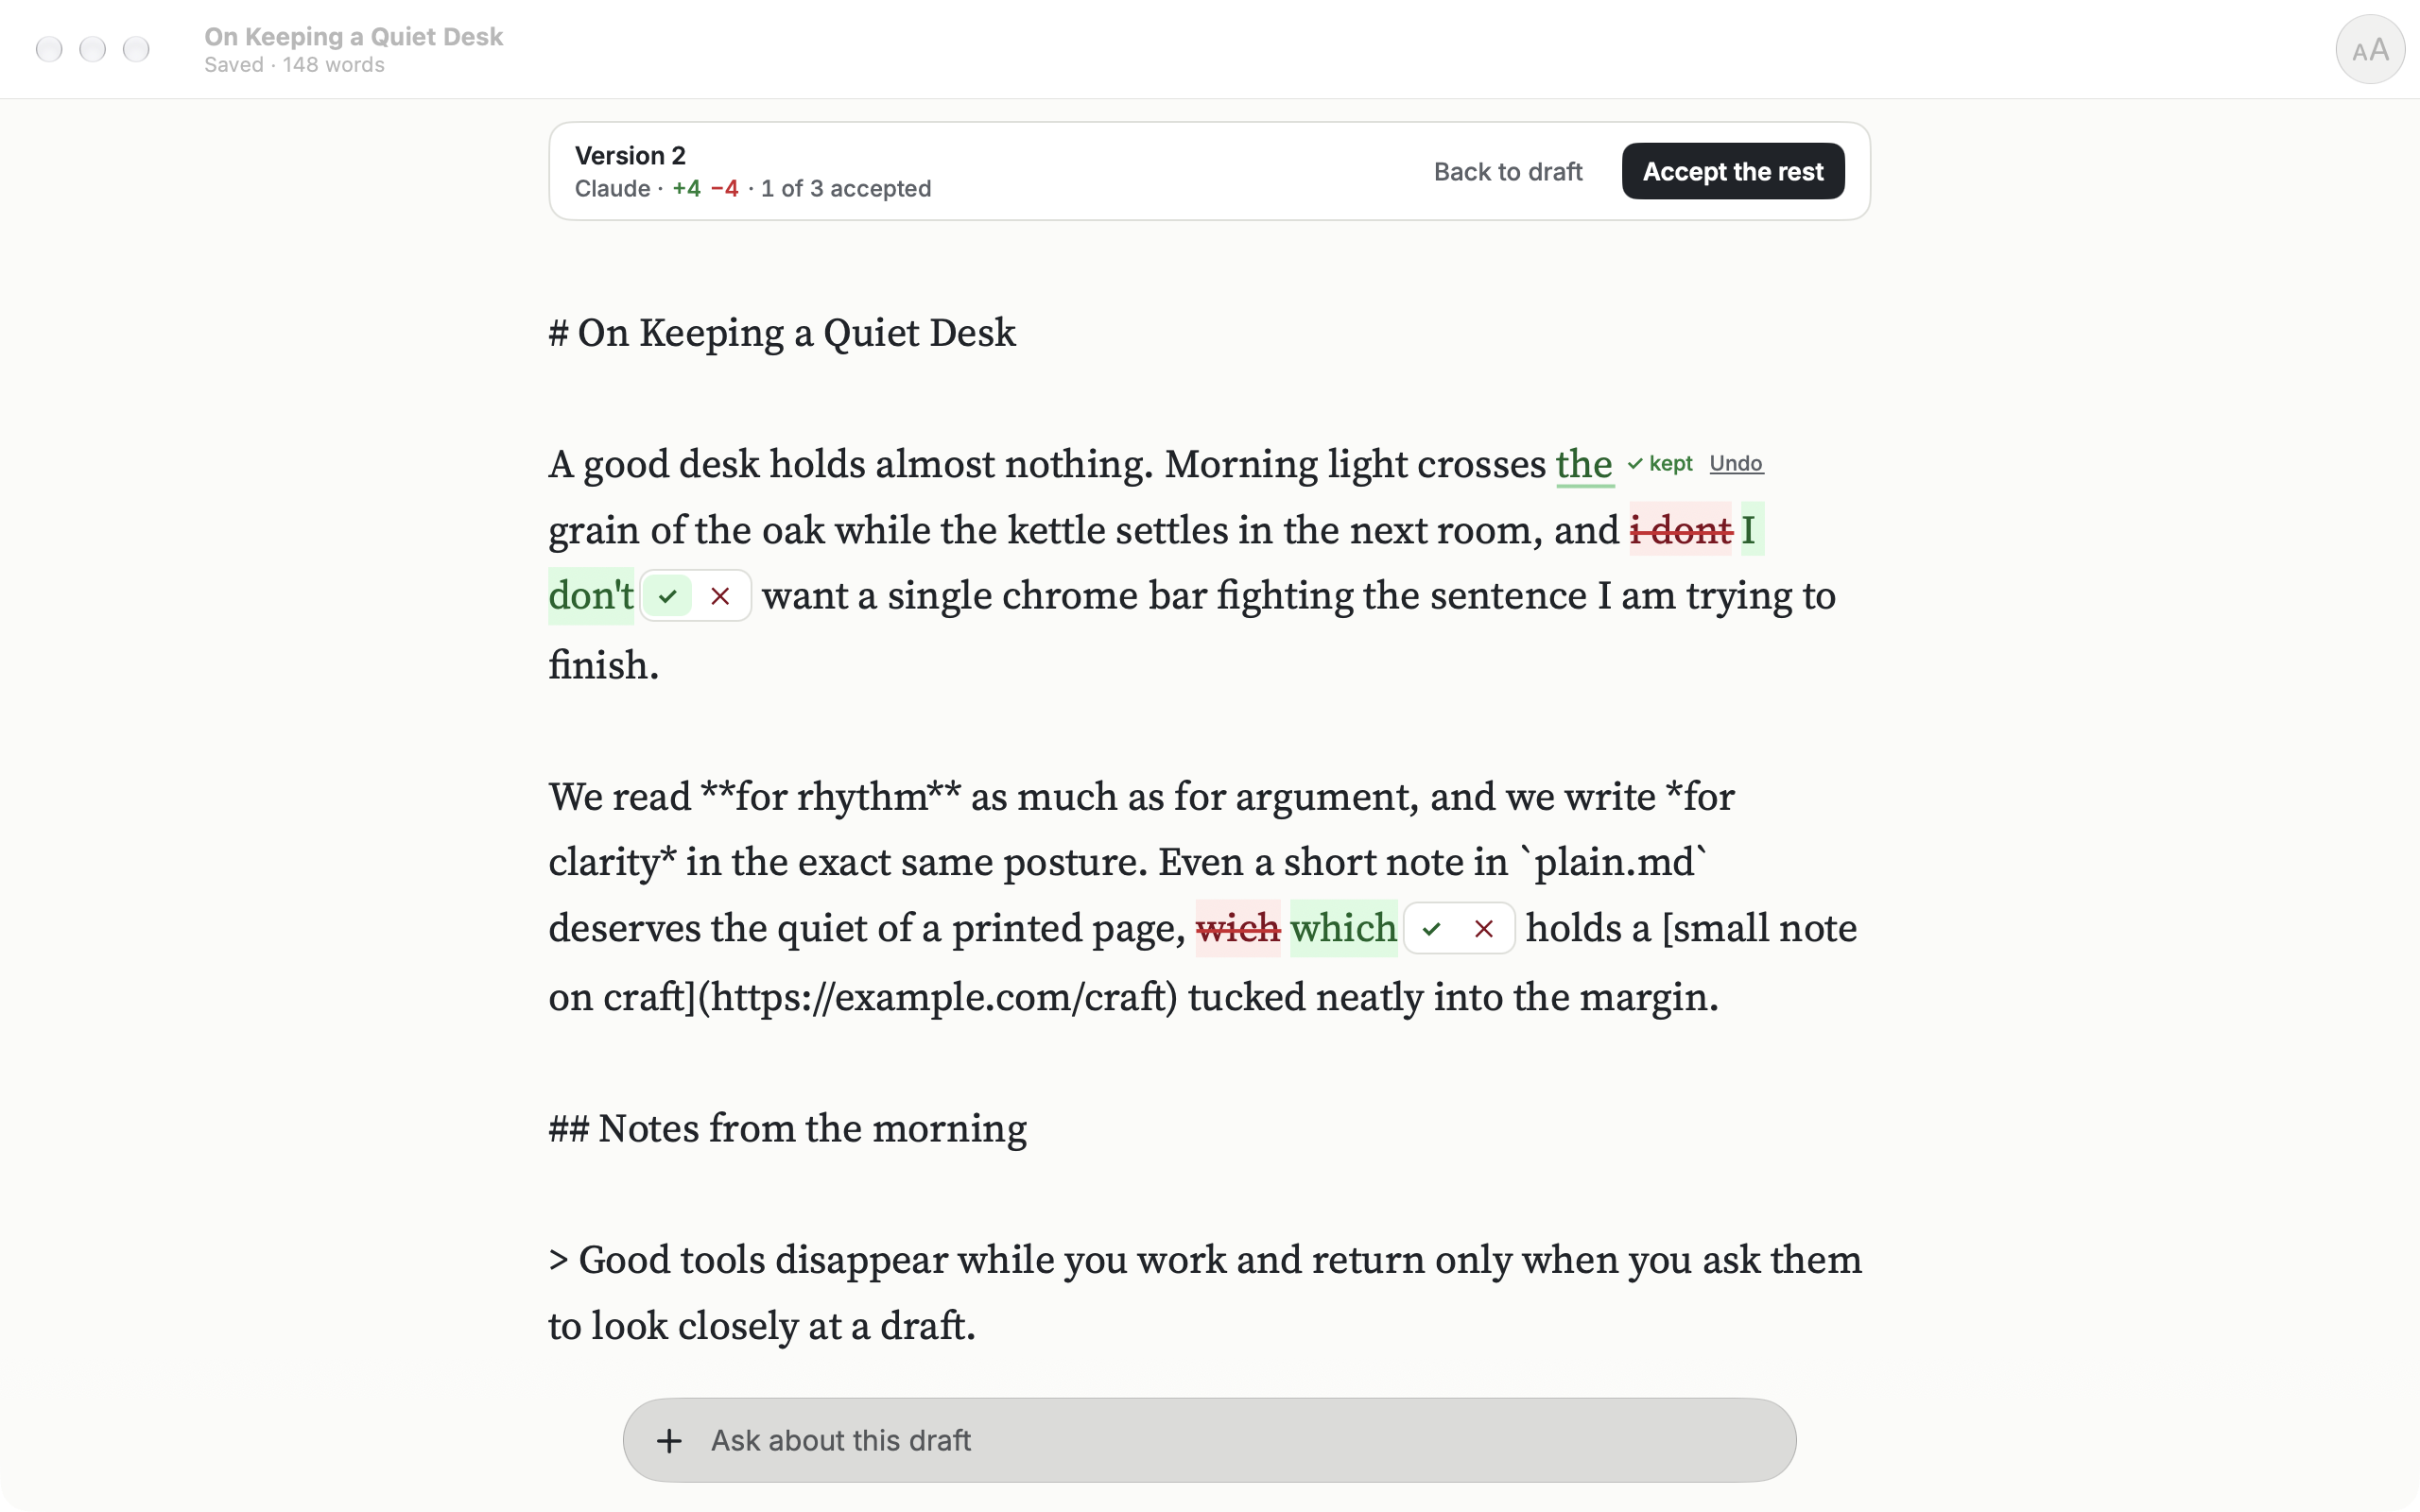 On Keeping a Quiet Desk
Saved · 148 words
AA
Version 2
Claude · +4 −4 · 1 of 3 accepted
Back to draft
Accept the rest
# On Keeping a Quiet Desk
A good desk holds almost nothing. Morning light crosses the ✓ kept Undo
grain of the oak while the kettle settles in the next room, and i dont I
don't ✓ ✕ want a single chrome bar fighting the sentence I am trying to
finish.
We read **for rhythm** as much as for argument, and we write *for
clarity* in the exact same posture. Even a short note in `plain.md`
deserves the quiet of a printed page, wich which ✓ ✕ holds a [small note
on craft](https://example.com/craft) tucked neatly into the margin.
## Notes from the morning
> Good tools disappear while you work and return only when you ask them
to look closely at a draft.
+ Ask about this draft